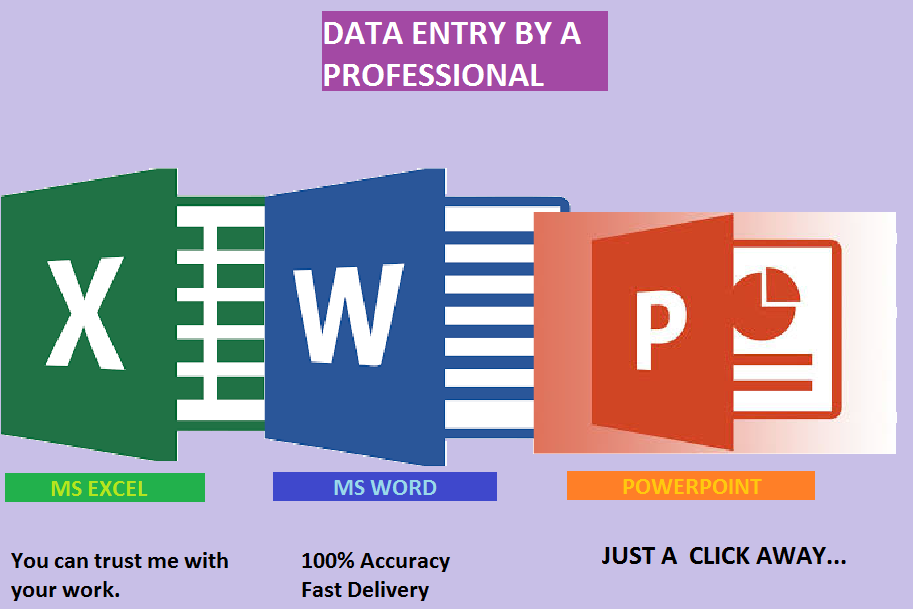 DATA ENTRY BY A
PROFESSIONAL
X
W
P
MS EXCEL
MS WORD
POWERPOINT
You can trust me with
your work.
100% Accuracy
Fast Delivery
JUST A  CLICK AWAY...